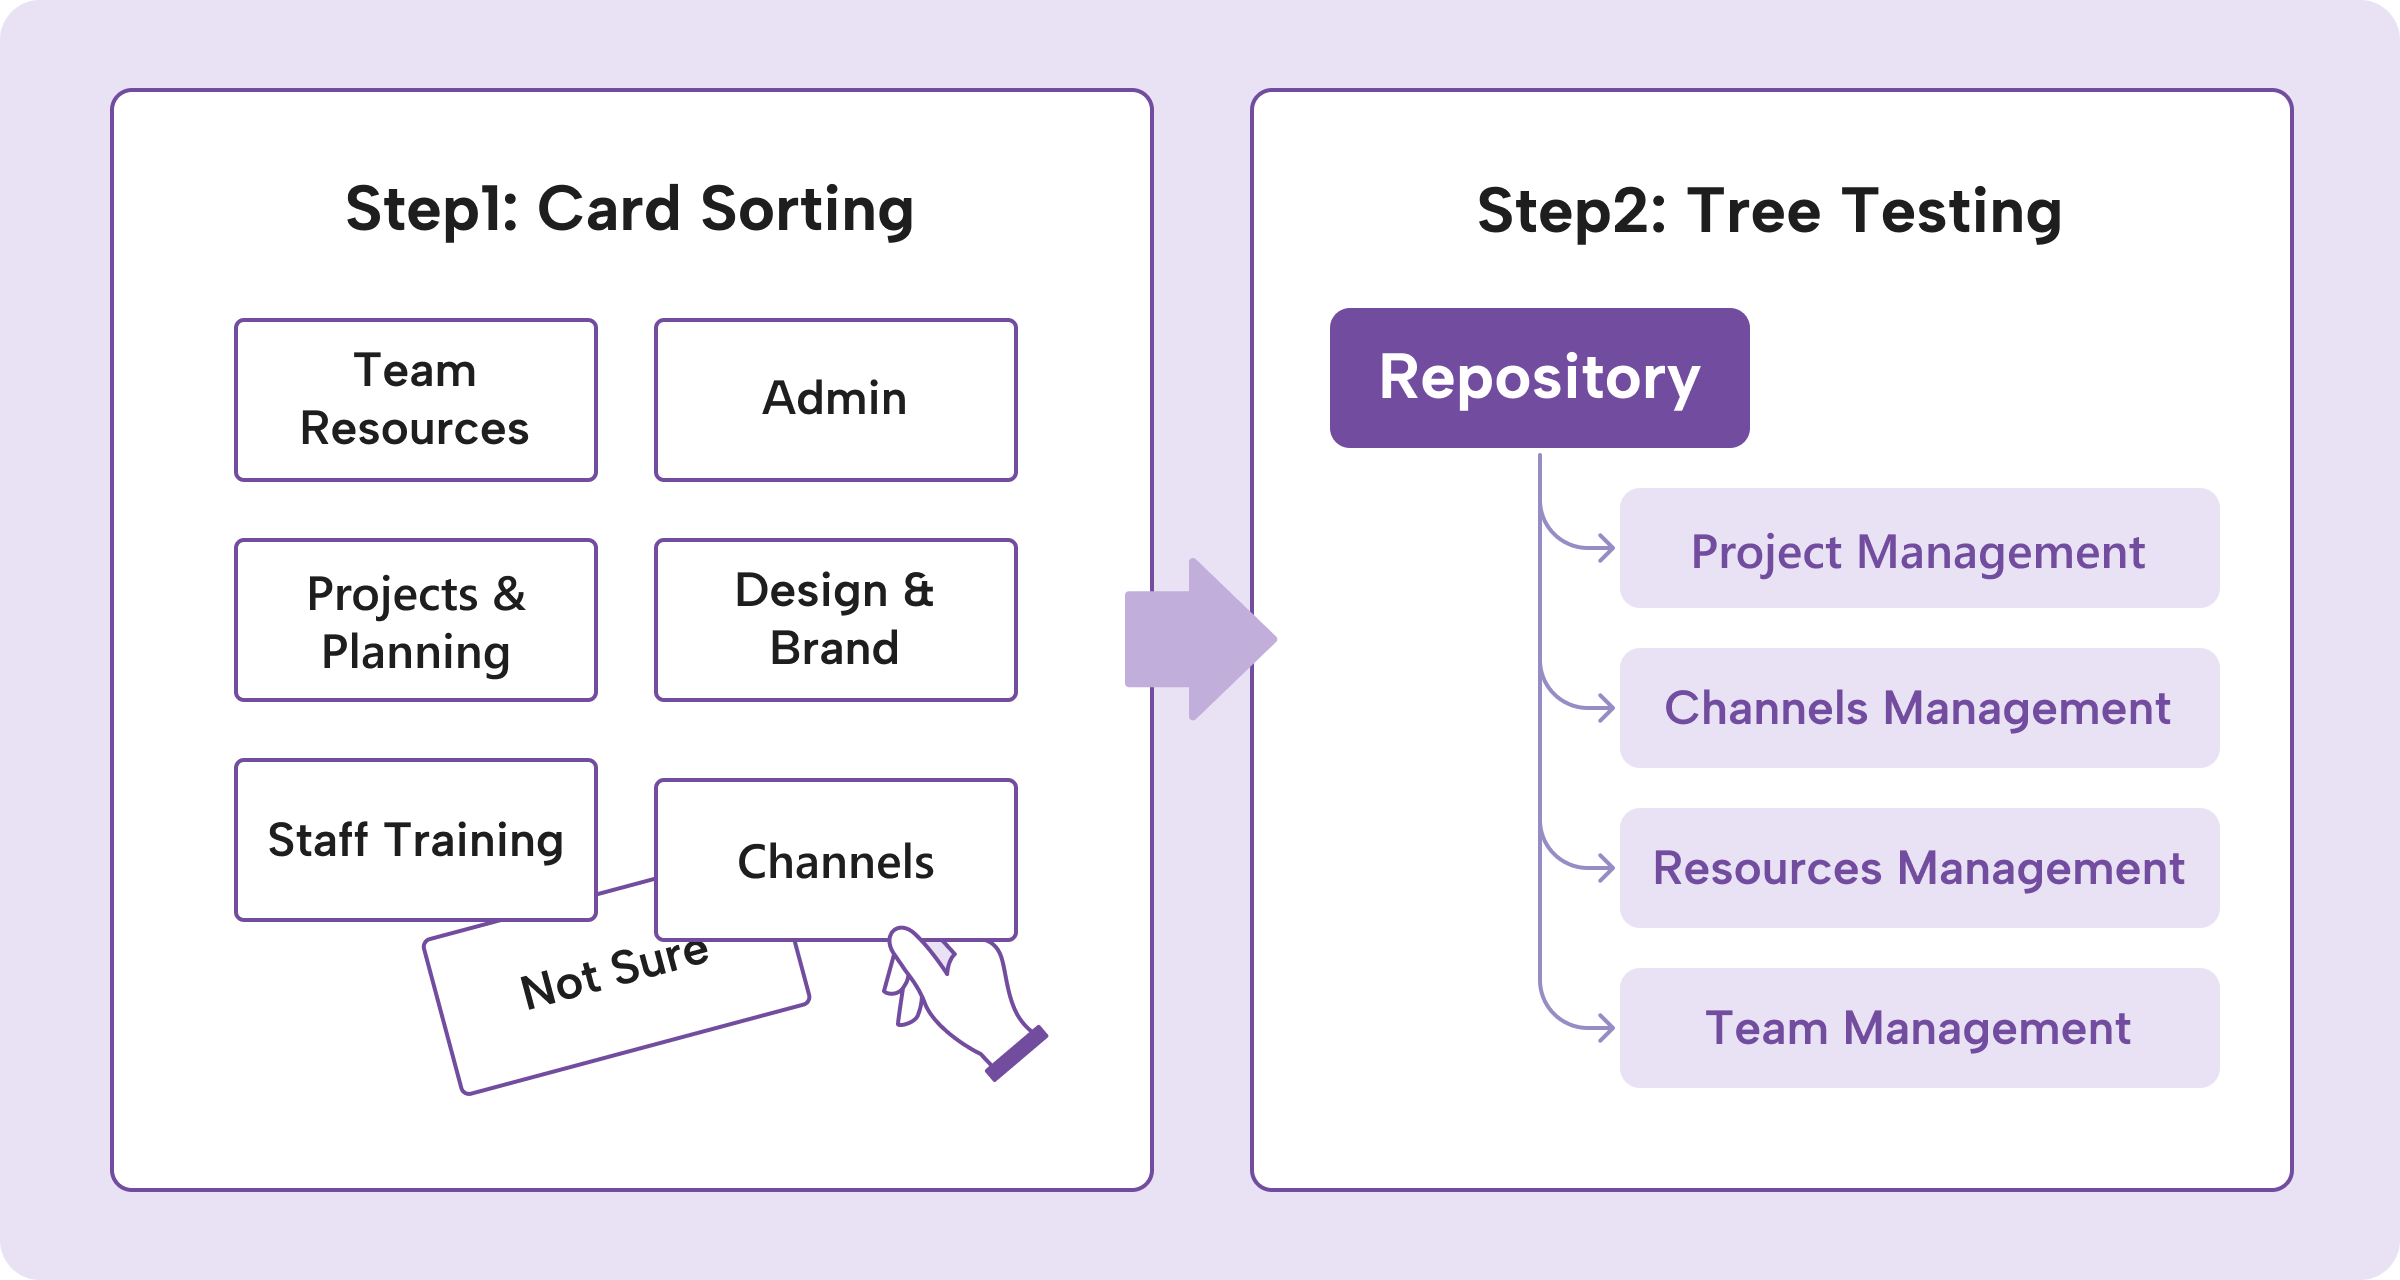 Step1: Card Sorting
Team
Resources
Admin
Projects &
Planning
Design &
Brand
Staff Training
Channels
Not Sure
Step2: Tree Testing
Repository
Project Management
Channels Management
Resources Management
Team Management